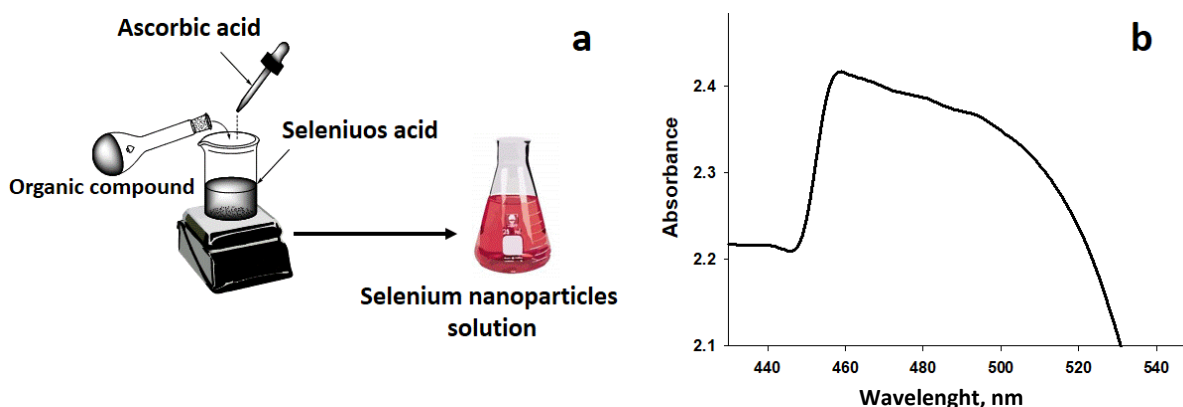 Ascorbic acid
a
Seleniuos acid
Organic compound
Selenium nanoparticles
solution
b
Absorbance
2.4
2.3
2.2
2.1
440
460
480
500
520
540
Wavelenght, nm